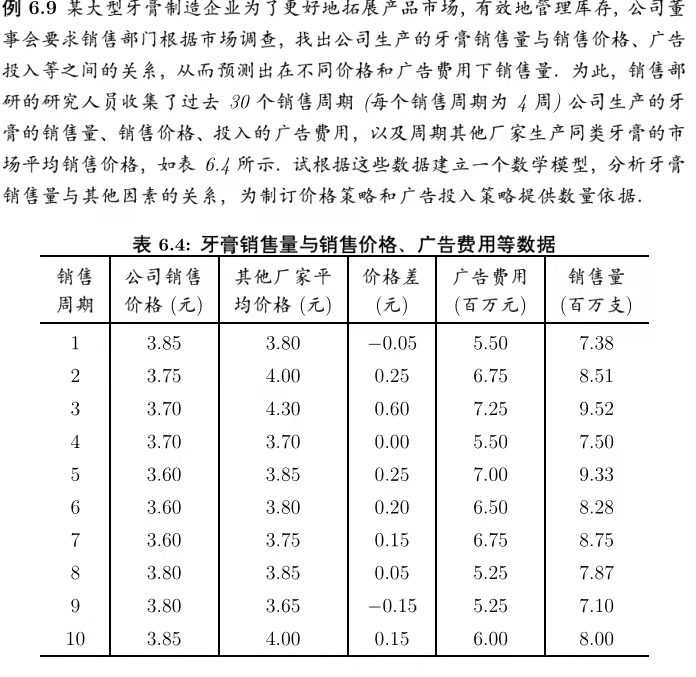 例 6.9 某大型牙膏制造企业为了更好地拓展产品市场, 有效地管理库存, 公司董
事会要求销售部门根据市场调查, 找出公司生产的牙膏销售量与销售价格、广告
投入等之间的关系, 从而预测出在不同价格和广告费用下销售量. 为此, 销售部
研的研究人员收集了过去 30 个销售周期 (每个销售周期为 4 周) 公司生产的牙
膏的销售量、销售价格、投入的广告费用, 以及周期其他厂家生产同类牙膏的市
场平均销售价格, 如表 6.4 所示. 试根据这些数据建立一个数学模型, 分析牙膏
销售量与其他因素的关系, 为制订价格策略和广告投入策略提供数量依据.
表 6.4: 牙膏销售量与销售价格、广告费用等数据
销售 公司销售 其他厂家平 价格差 广告费用 销售量
周期 价格 (元) 均价格 (元) (元) (百万元) (百万支)
1 3.85 3.80 −0.05 5.50 7.38
2 3.75 4.00 0.25 6.75 8.51
3 3.70 4.30 0.60 7.25 9.52
4 3.70 3.70 0.00 5.50 7.50
5 3.60 3.85 0.25 7.00 9.33
6 3.60 3.80 0.20 6.50 8.28
7 3.60 3.75 0.15 6.75 8.75
8 3.80 3.85 0.05 5.25 7.87
9 3.80 3.65 −0.15 5.25 7.10
10 3.85 4.00 0.15 6.00 8.00